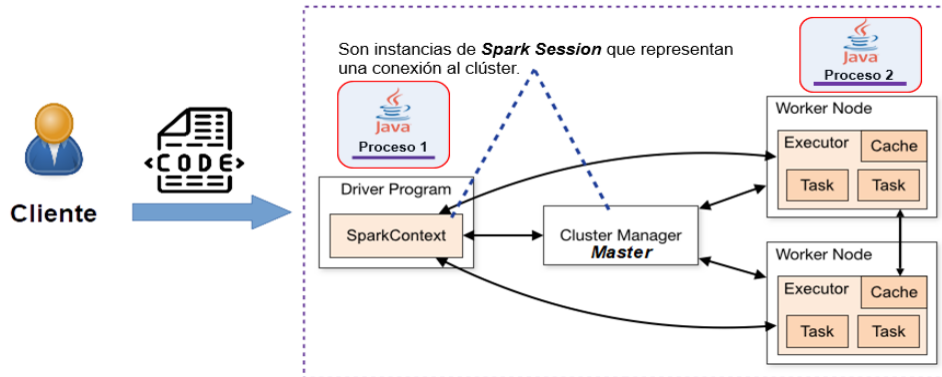 Son instancias de Spark Session que representan
una conexión al clúster.
Java
Proceso 1
Java
Proceso 2
Cliente
<CODE>
Driver Program
SparkContext
Cluster Manager
Master
Worker Node
Executor
Cache
Task
Task
Worker Node
Executor
Cache
Task
Task